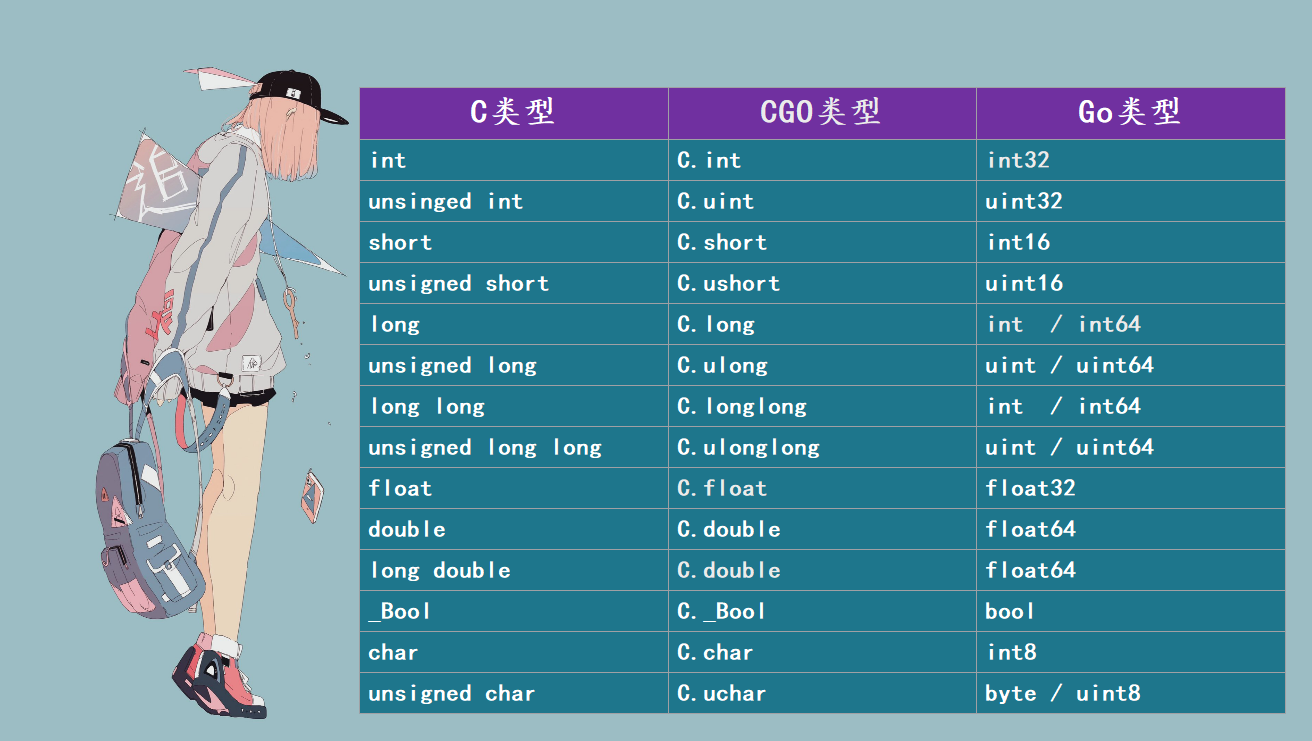 C类型 CGO类型 Go类型
int C.int int32
unsinged int C.uint uint32
short C.short int16
unsigned short C.ushort uint16
long C.long int / int64
unsigned long C.ulong uint / uint64
long long C.longlong int / int64
unsigned long long C.ulonglong uint / uint64
float C.float float32
double C.double float64
long double C.double float64
_Bool C._Bool bool
char C.char int8
unsigned char C.uchar byte / uint8